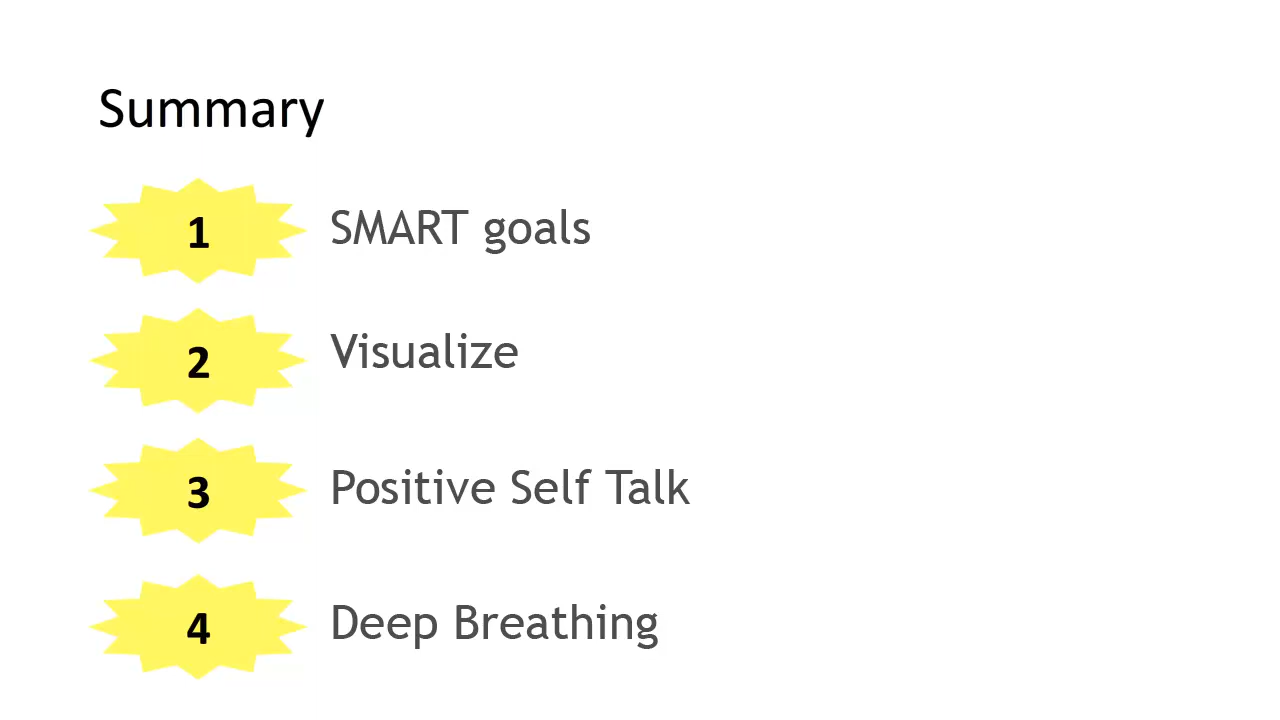 Summary
1 SMART goals
2 Visualize
3 Positive Self Talk
4 Deep Breathing